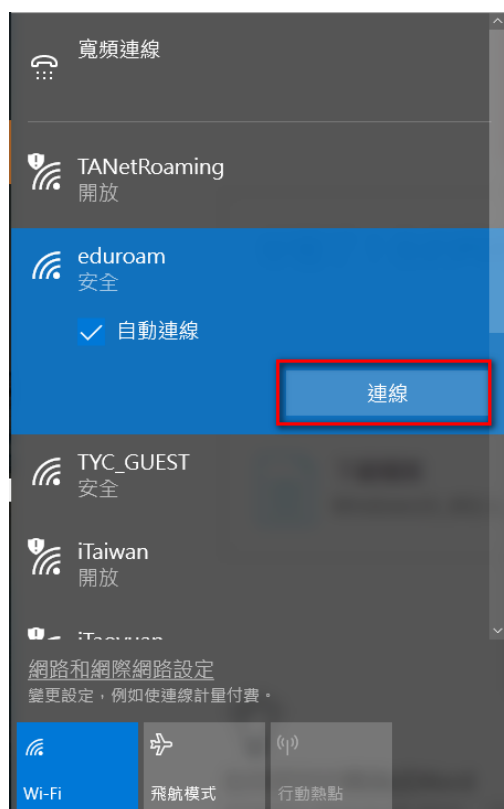 寬頻連線
TANetRoaming
開放
eduroam
安全
自動連線
連線
TYC_GUEST
安全
iTaiwan
開放
網路和網際網路設定
變更設定，例如使連線計量付費。
Wi-Fi
飛航模式
行動熱點